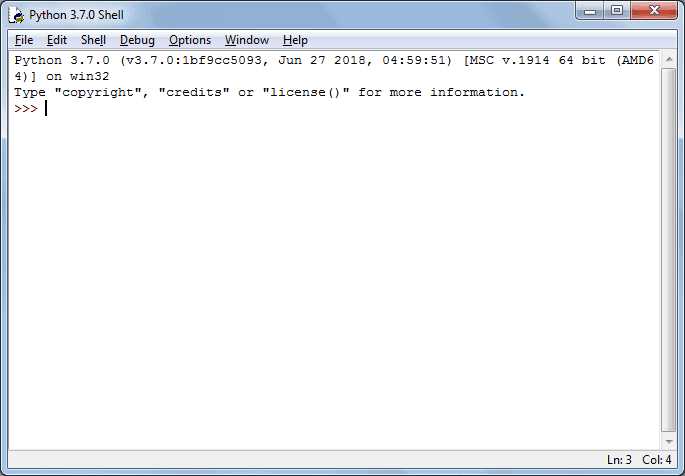 Python 3.7.0 Shell
File Edit Shell Debug Options Window Help
Python 3.7.0 (v3.7.0:1bf9cc5093, Jun 27 2018, 04:59:51) [MSC v.1914 64 bit (AMD6
4)] on win32
Type "copyright", "credits" or "license()" for more information.
>>>
Ln: 3 Col: 4